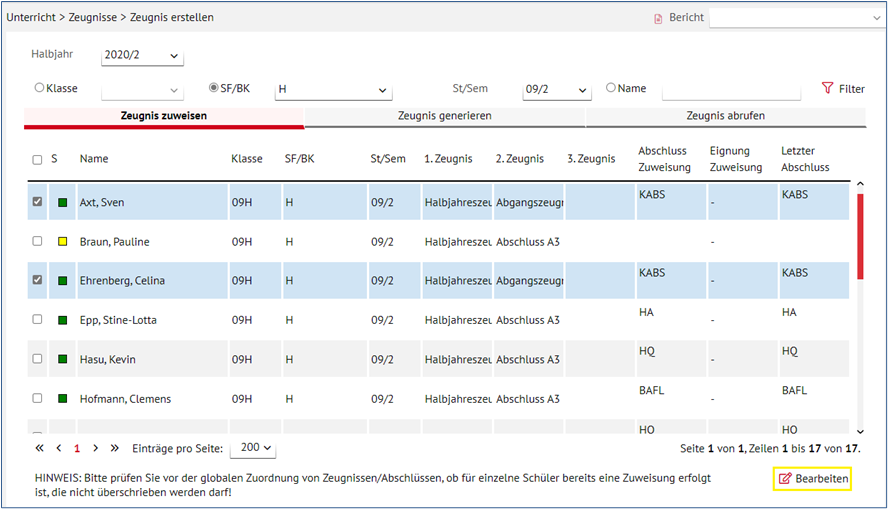 Unterricht > Zeugnisse > Zeugnis erstellen Bericht
Halbjahr 2020/2
Klasse SF/BK H St/Sem 09/2 Name Filter
Zeugnis zuweisen Zeugnis generieren Zeugnis abrufen
S Name Klasse SF/BK St/Sem 1. Zeugnis 2. Zeugnis 3. Zeugnis Abschluss Zuweisung Eignung Zuweisung Letzter Abschluss
Axt, Sven 09H H 09/2 Halbjahreszeu Abgangszeugr KABS - KABS
Braun, Pauline 09H H 09/2 Halbjahreszeu Abschluss A3 -
Ehrenberg, Celina 09H H 09/2 Halbjahreszeu Abgangszeugr KABS - KABS
Epp, Stine-Lotta 09H H 09/2 Halbjahreszeu Abschluss A3 HA - HA
Hasu, Kevin 09H H 09/2 Halbjahreszeu Abschluss A3 HQ - HQ
Hofmann, Clemens 09H H 09/2 Halbjahreszeu Abschluss A3 BAFL - BAFL
HQ HQ
« < 1 > » Einträge pro Seite: 200 Seite 1 von 1, Zeilen 1 bis 17 von 17.
HINWEIS: Bitte prüfen Sie vor der globalen Zuordnung von Zeugnissen/Abschlüssen, ob für einzelne Schüler bereits eine Zuweisung erfolgt
ist, die nicht überschrieben werden darf!
Bearbeiten